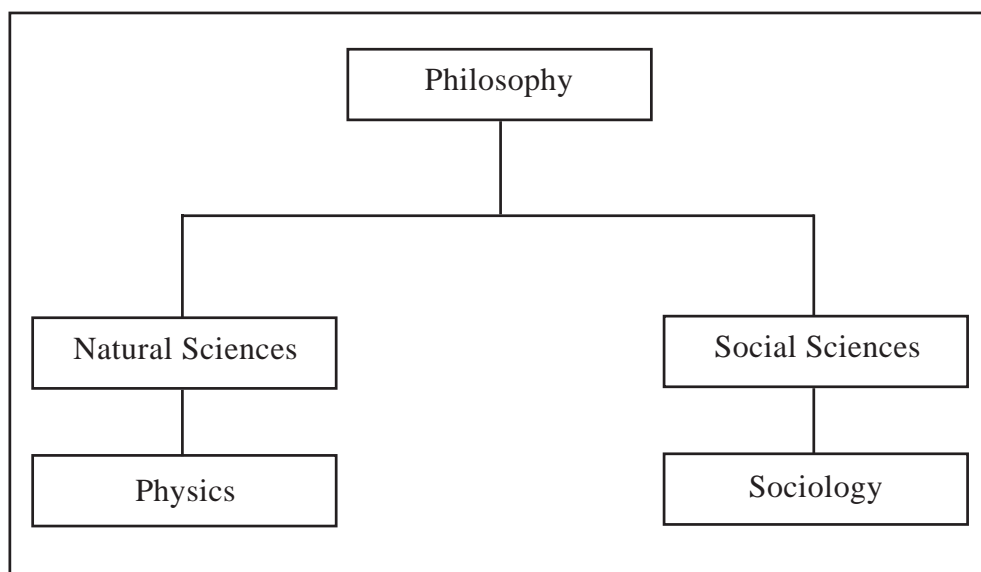 Philosophy
Natural Sciences
Social Sciences
Physics
Sociology